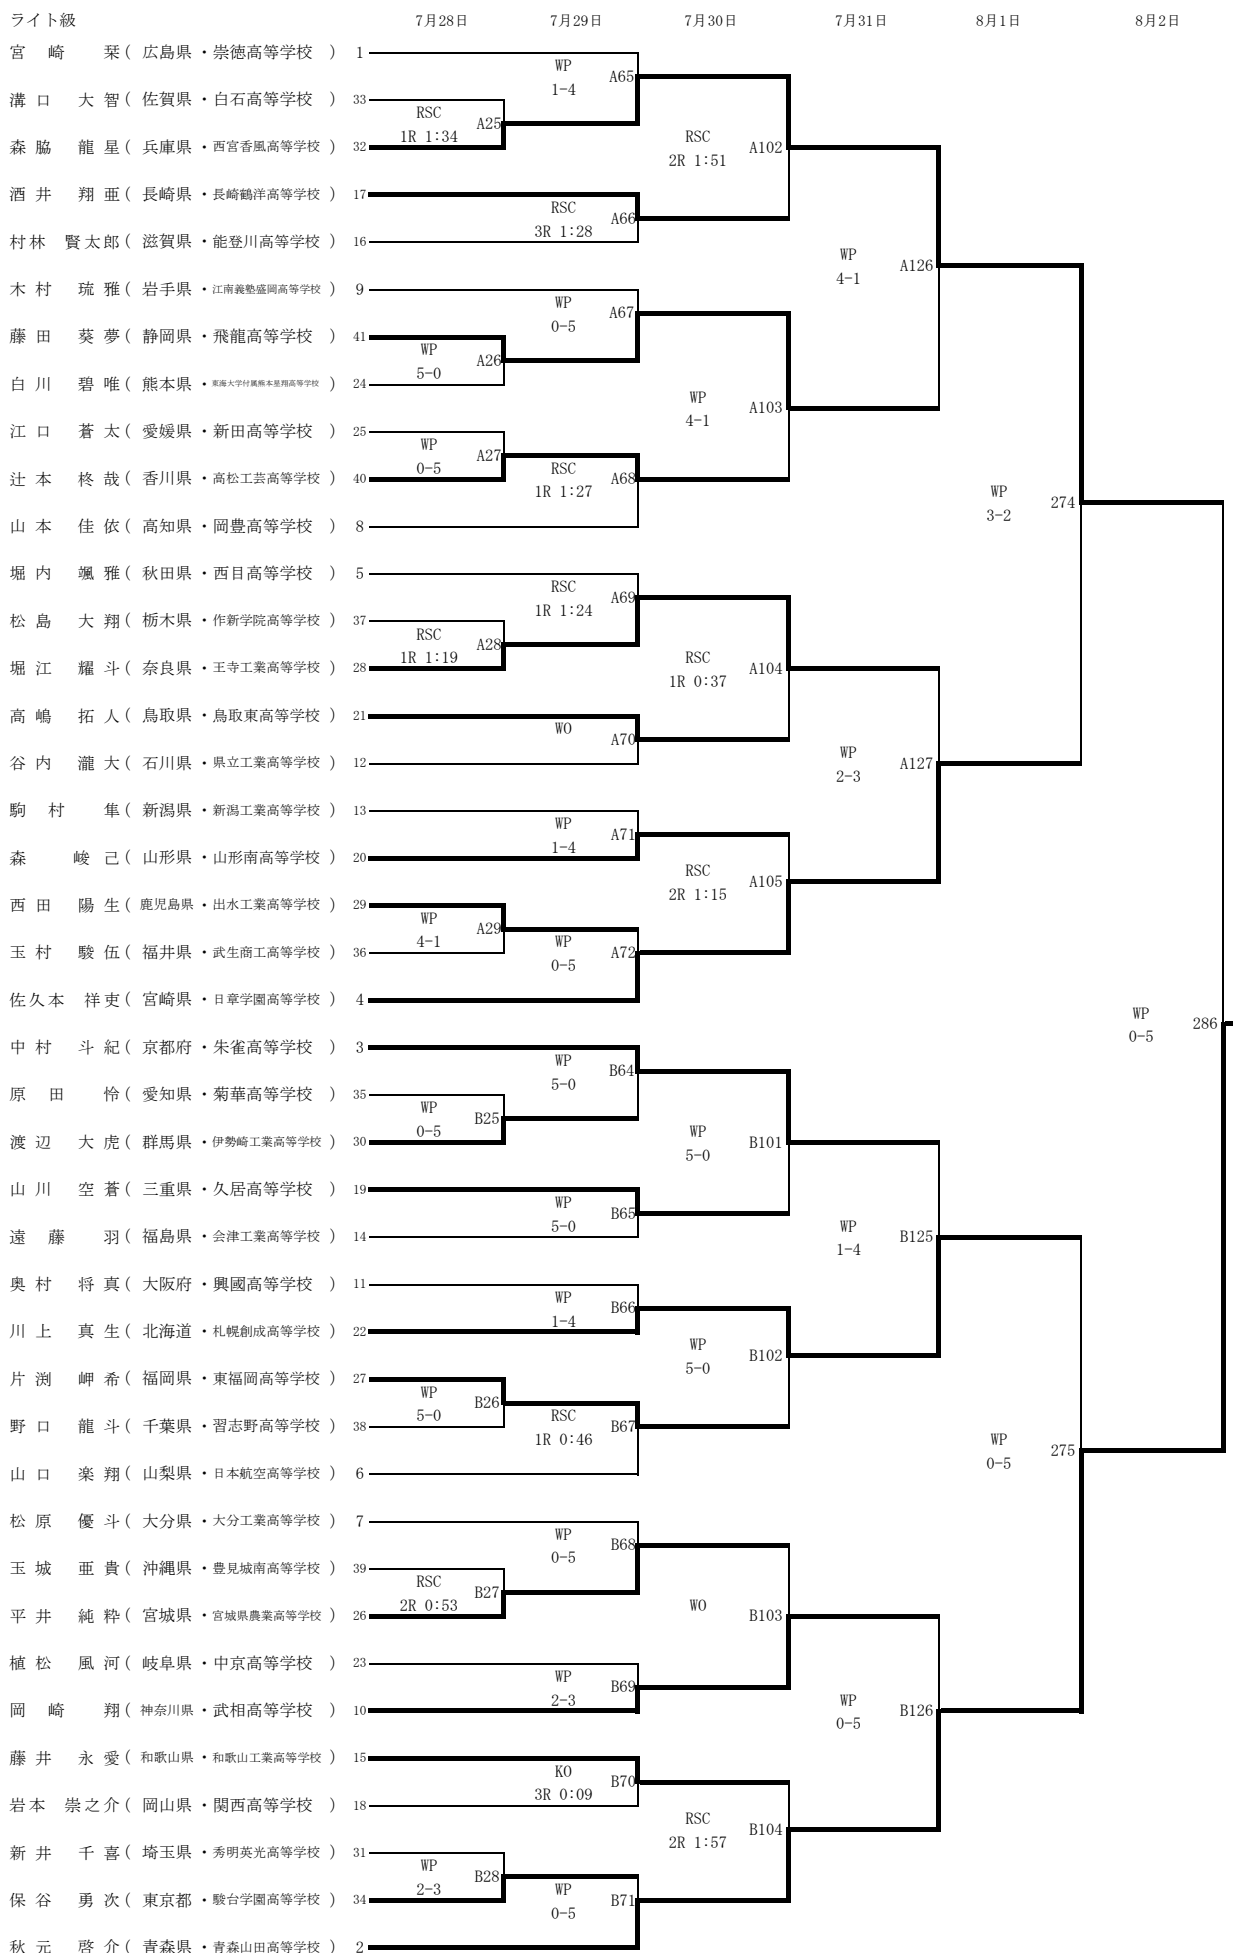 ライト級 7月28日 7月29日 7月30日 7月31日 8月1日 8月2日
宮崎 栞(広島県・崇徳高等学校) 1
WP
1-4 A65
溝口 大智(佐賀県・白石高等学校) 33
RSC
1R 1:34 A25
森脇 龍星(兵庫県・西宮香風高等学校) 32
RSC
2R 1:51 A102
酒井 翔亜(長崎県・長崎鶴洋高等学校) 17
RSC
3R 1:28 A66
村林 賢太郎(滋賀県・能登川高等学校) 16
WP
4-1 A126
木村 琉雅(岩手県・江南義塾盛岡高等学校) 9
WP
0-5 A67
藤田 葵夢(静岡県・飛龍高等学校) 41
WP
5-0 A26
白川 碧唯(熊本県・東海大学付属熊本星翔高等学校) 24
WP
4-1 A103
江口 蒼太(愛媛県・新田高等学校) 25
WP
0-5 A27
辻本 柊哉(香川県・高松工芸高等学校) 40
RSC
1R 1:27 A68
山本 佳依(高知県・岡豊高等学校) 8
WP
3-2 274
堀内 颯雅(秋田県・西目高等学校) 5
RSC
1R 1:24 A69
松島 大翔(栃木県・作新学院高等学校) 37
RSC
1R 1:19 A28
堀江 耀斗(奈良県・王寺工業高等学校) 28
RSC
1R 0:37 A104
高嶋 拓人(鳥取県・鳥取東高等学校) 21
WO A70
谷内 瀧大(石川県・県立工業高等学校) 12
WP
2-3 A127
駒村 隼(新潟県・新潟工業高等学校) 13
WP
1-4 A71
森 峻己(山形県・山形南高等学校) 20
RSC
2R 1:15 A105
西田 陽生(鹿児島県・出水工業高等学校) 29
WP
4-1 A29
玉村 駿伍(福井県・武生商工高等学校) 36
WP
0-5 A72
佐久本 祥吏(宮崎県・日章学園高等学校) 4
WP
0-5 286
中村 斗紀(京都府・朱雀高等学校) 3
WP
5-0 B64
原田 怜(愛知県・菊華高等学校) 35
WP
0-5 B25
渡辺 大虎(群馬県・伊勢崎工業高等学校) 30
WP
5-0 B101
山川 空蒼(三重県・久居高等学校) 19
WP
5-0 B65
遠藤 羽(福島県・会津工業高等学校) 14
WP
1-4 B125
奥村 将真(大阪府・興國高等学校) 11
WP
1-4 B66
川上 真生(北海道・札幌創成高等学校) 22
WP
5-0 B102
片渕 岬希(福岡県・東福岡高等学校) 27
WP
5-0 B26
野口 龍斗(千葉県・習志野高等学校) 38
RSC
1R 0:46 B67
山口 楽翔(山梨県・日本航空高等学校) 6
WP
0-5 275
松原 優斗(大分県・大分工業高等学校) 7
WP
0-5 B68
玉城 亜貴(沖縄県・豊見城南高等学校) 39
RSC
2R 0:53 B27
平井 純粋(宮城県・宮城県農業高等学校) 26
WO B103
植松 風河(岐阜県・中京高等学校) 23
WP
2-3 B69
岡崎 翔(神奈川県・武相高等学校) 10
WP
0-5 B126
藤井 永愛(和歌山県・和歌山工業高等学校) 15
KO
3R 0:09 B70
岩本 崇之介(岡山県・関西高等学校) 18
RSC
2R 1:57 B104
新井 千喜(埼玉県・秀明英光高等学校) 31
WP
2-3 B28
保谷 勇次(東京都・駿台学園高等学校) 34
WP
0-5 B71
秋元 啓介(青森県・青森山田高等学校) 2